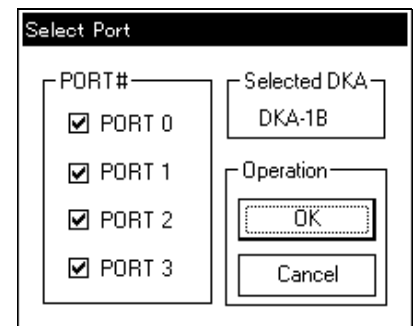 Select Port
PORT#
PORT 0
PORT 1
PORT 2
PORT 3
Selected DKA
DKA-1B
Operation
OK
Cancel